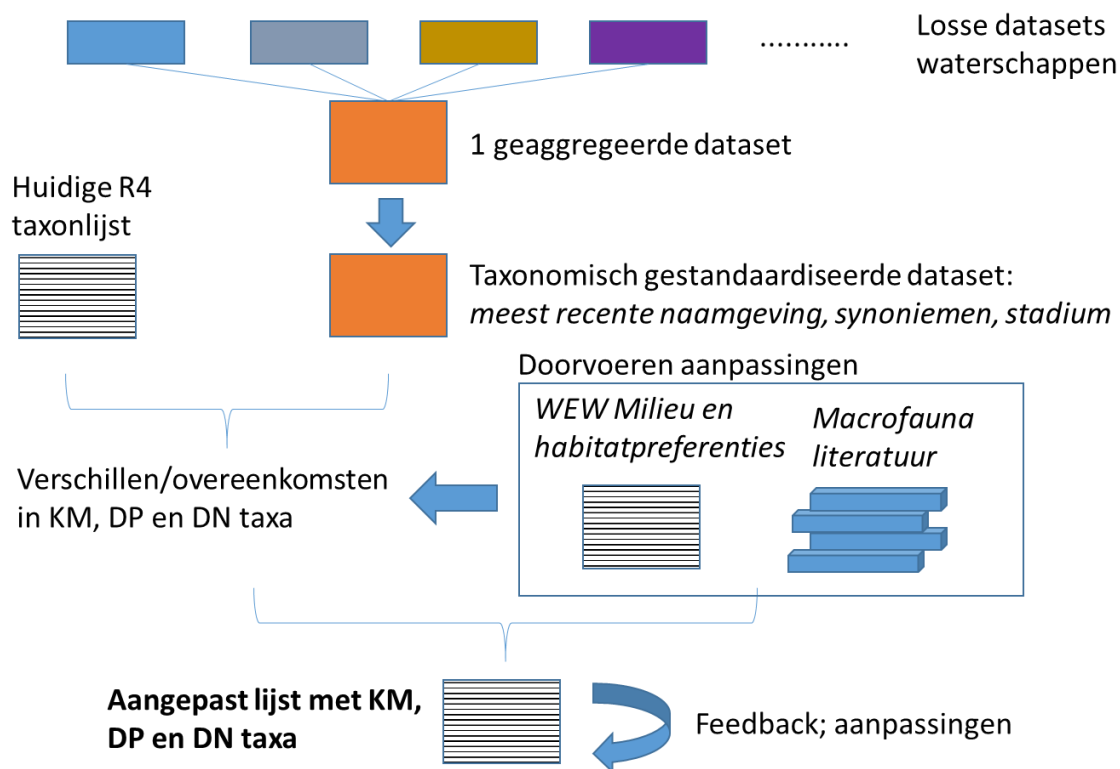 ...........
Losse datasets
waterschappen
1 geaggregeerde dataset
Huidige R4
taxonlijst
Taxonomisch gestandaardiseerde dataset:
meest recente naamgeving, synoniemen, stadium
Doorvoeren aanpassingen
WEW Milieu en
habitatpreferenties
Macrofauna
literatuur
Verschillen/overeenkomsten
in KM, DP en DN taxa
Aangepast lijst met KM,
DP en DN taxa
Feedback; aanpassingen